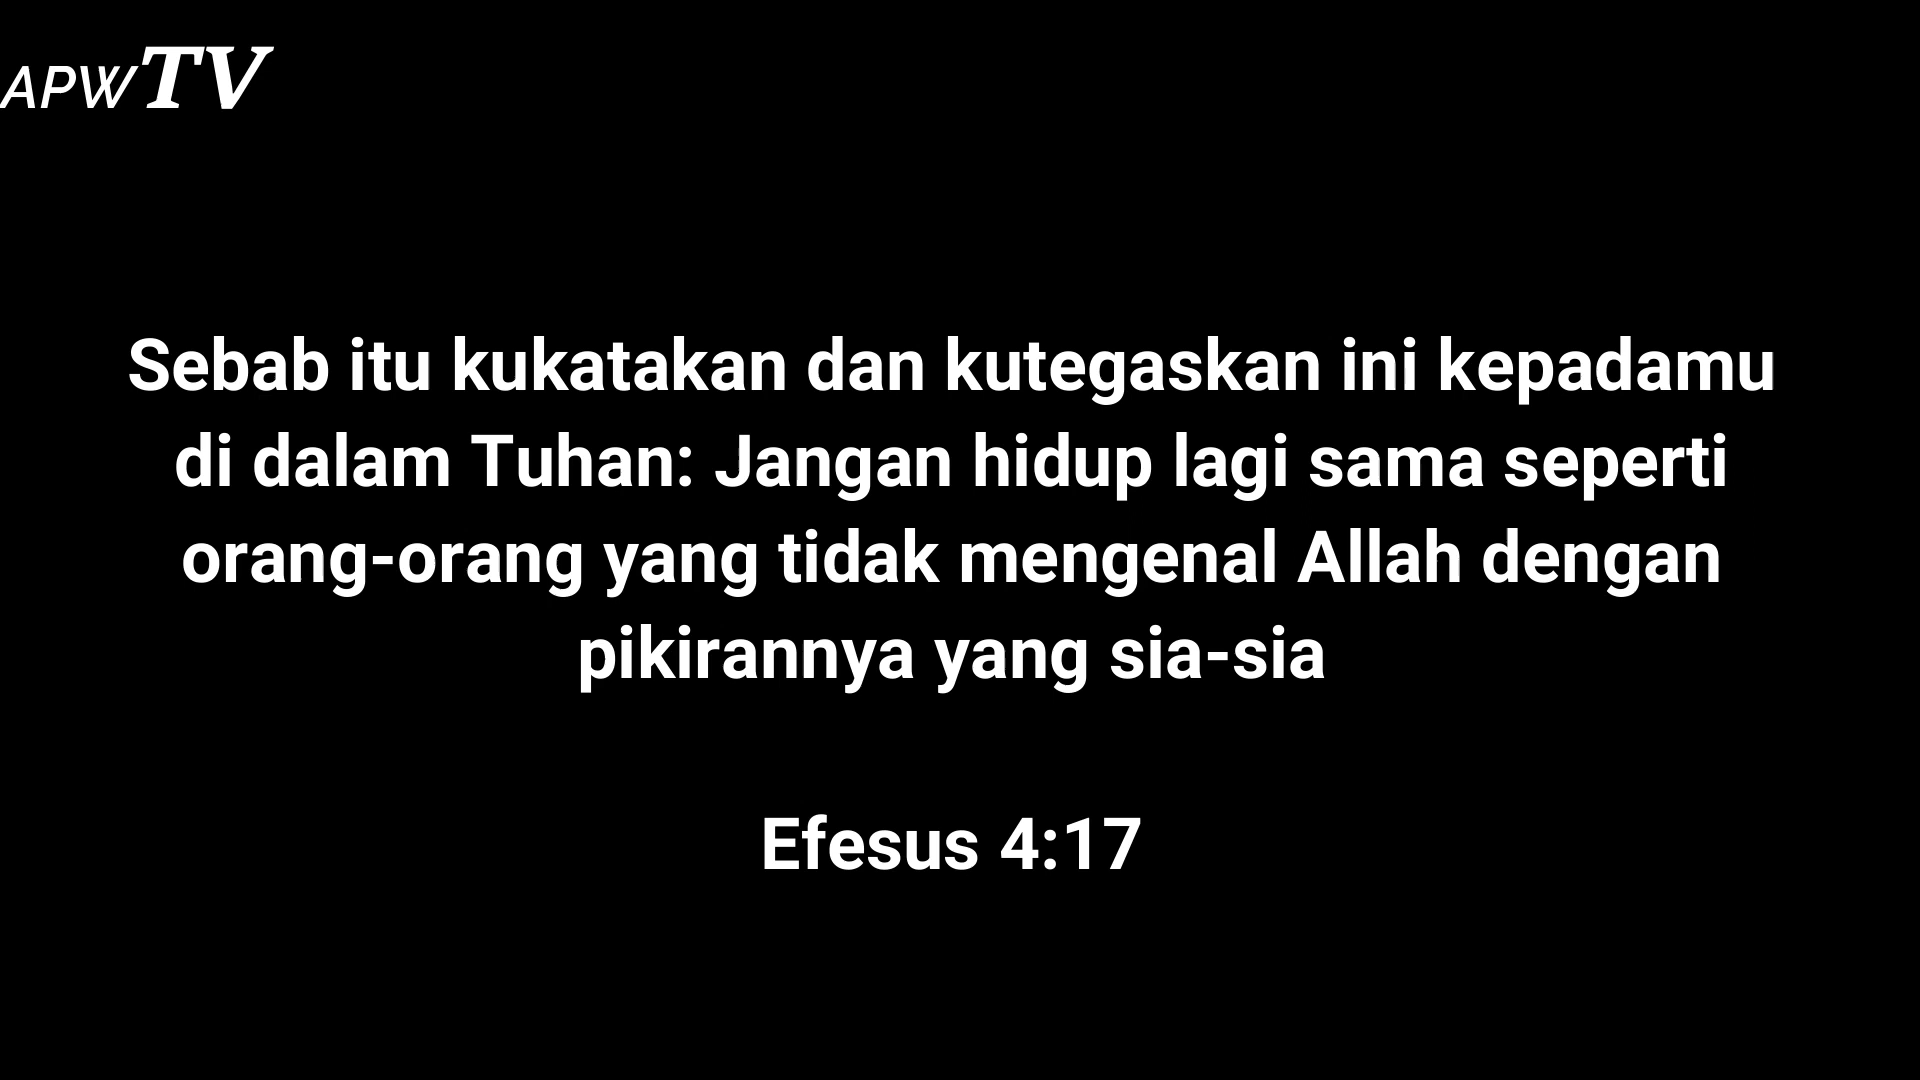 APWTV
Sebab itu kukatakan dan kutegaskan ini kepadamu
di dalam Tuhan: Jangan hidup lagi sama seperti
orang-orang yang tidak mengenal Allah dengan
pikirannya yang sia-sia
Efesus 4:17